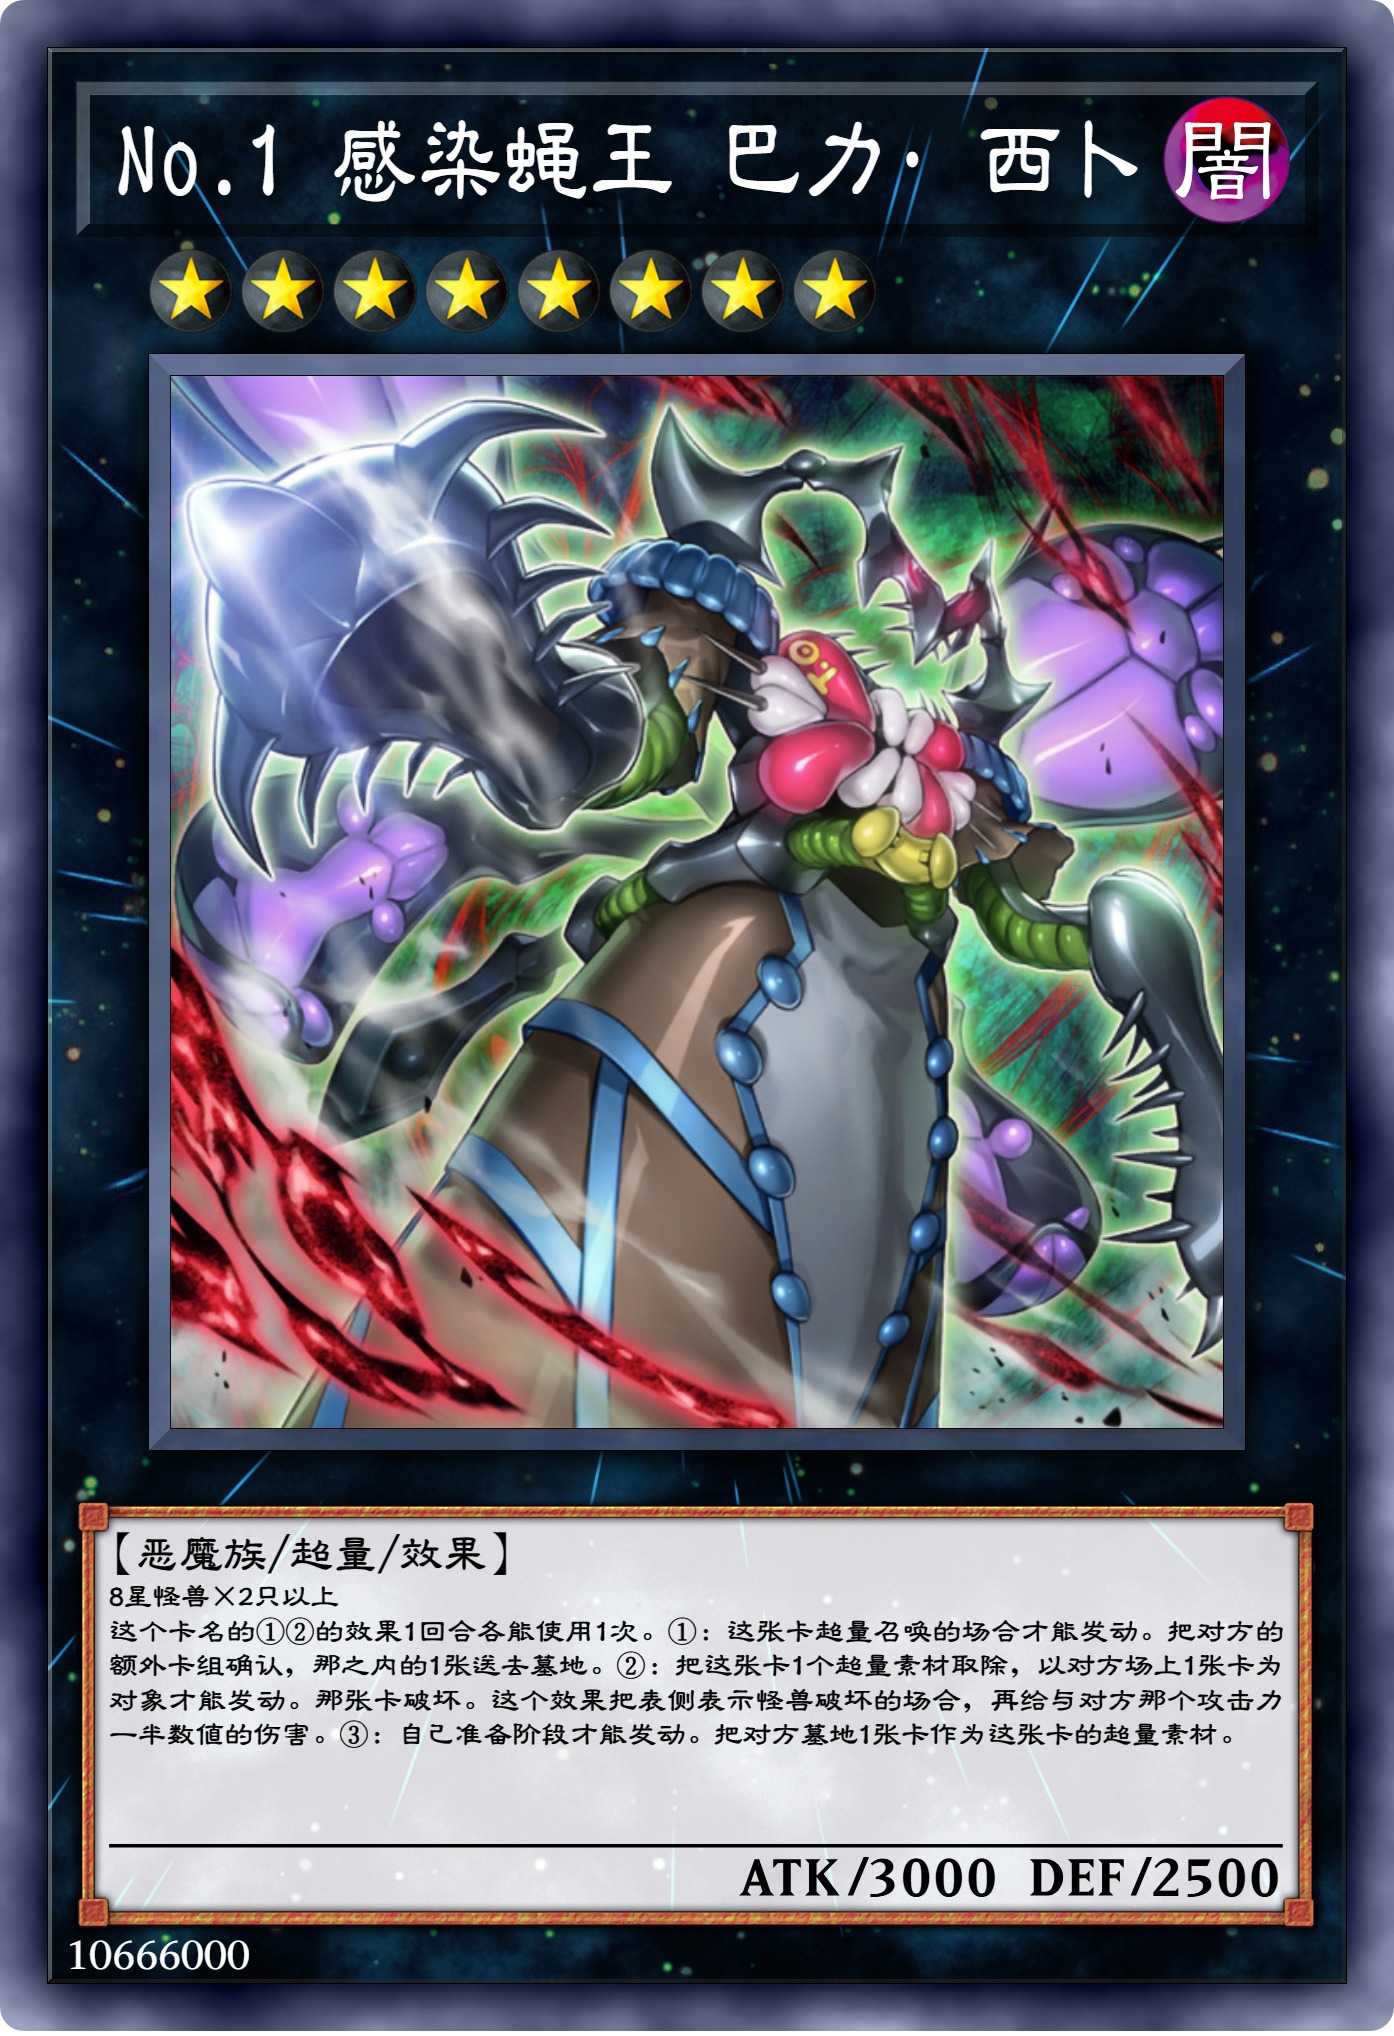 No.1 感染蝇王 巴力·西卜 闇
01
【恶魔族/超量/效果】
8星怪兽×2只以上
这个卡名的①②的效果1回合各能使用1次。①：这张卡超量召唤的场合才能发动。把对方的
额外卡组确认，那之内的1张送去墓地。②：把这张卡1个超量素材取除，以对方场上1张卡为
对象才能发动。那张卡破坏。这个效果把表侧表示怪兽破坏的场合，再给与对方那个攻击力
一半数值的伤害。③：自己准备阶段才能发动。把对方墓地1张卡作为这张卡的超量素材。
ATK/3000 DEF/2500
10666000